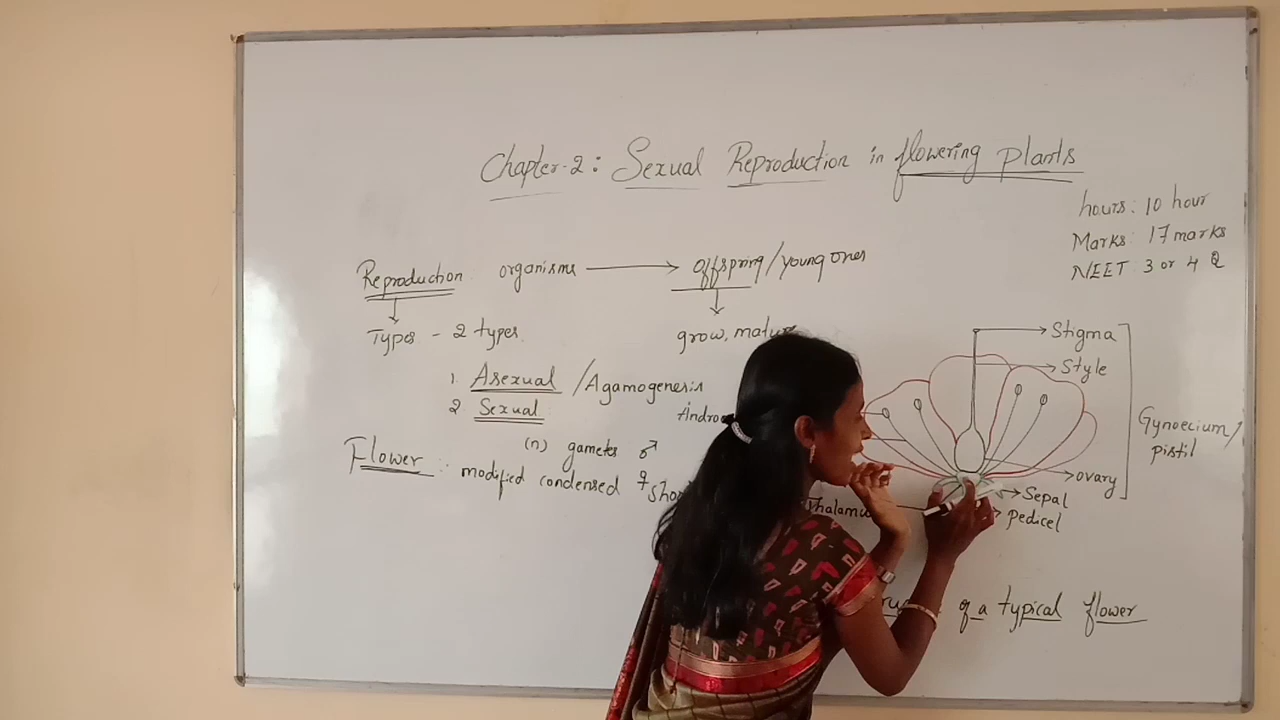 Chapter-2: Sexual Reproduction in flowering plants
hours: 10 hour
Marks: 17 marks
NEET: 3 or 4 Q
Reproduction organisms → offspring/young ones
Types - 2 types.
grow,
1. Asexual / Agamogenesis
2. Sexual
(n) gametes ♂
♀
Flower : modified condensed
Stigma
Style
Gynoecium/
pistil
ovary
Sepal
pedicel
of a typical flower